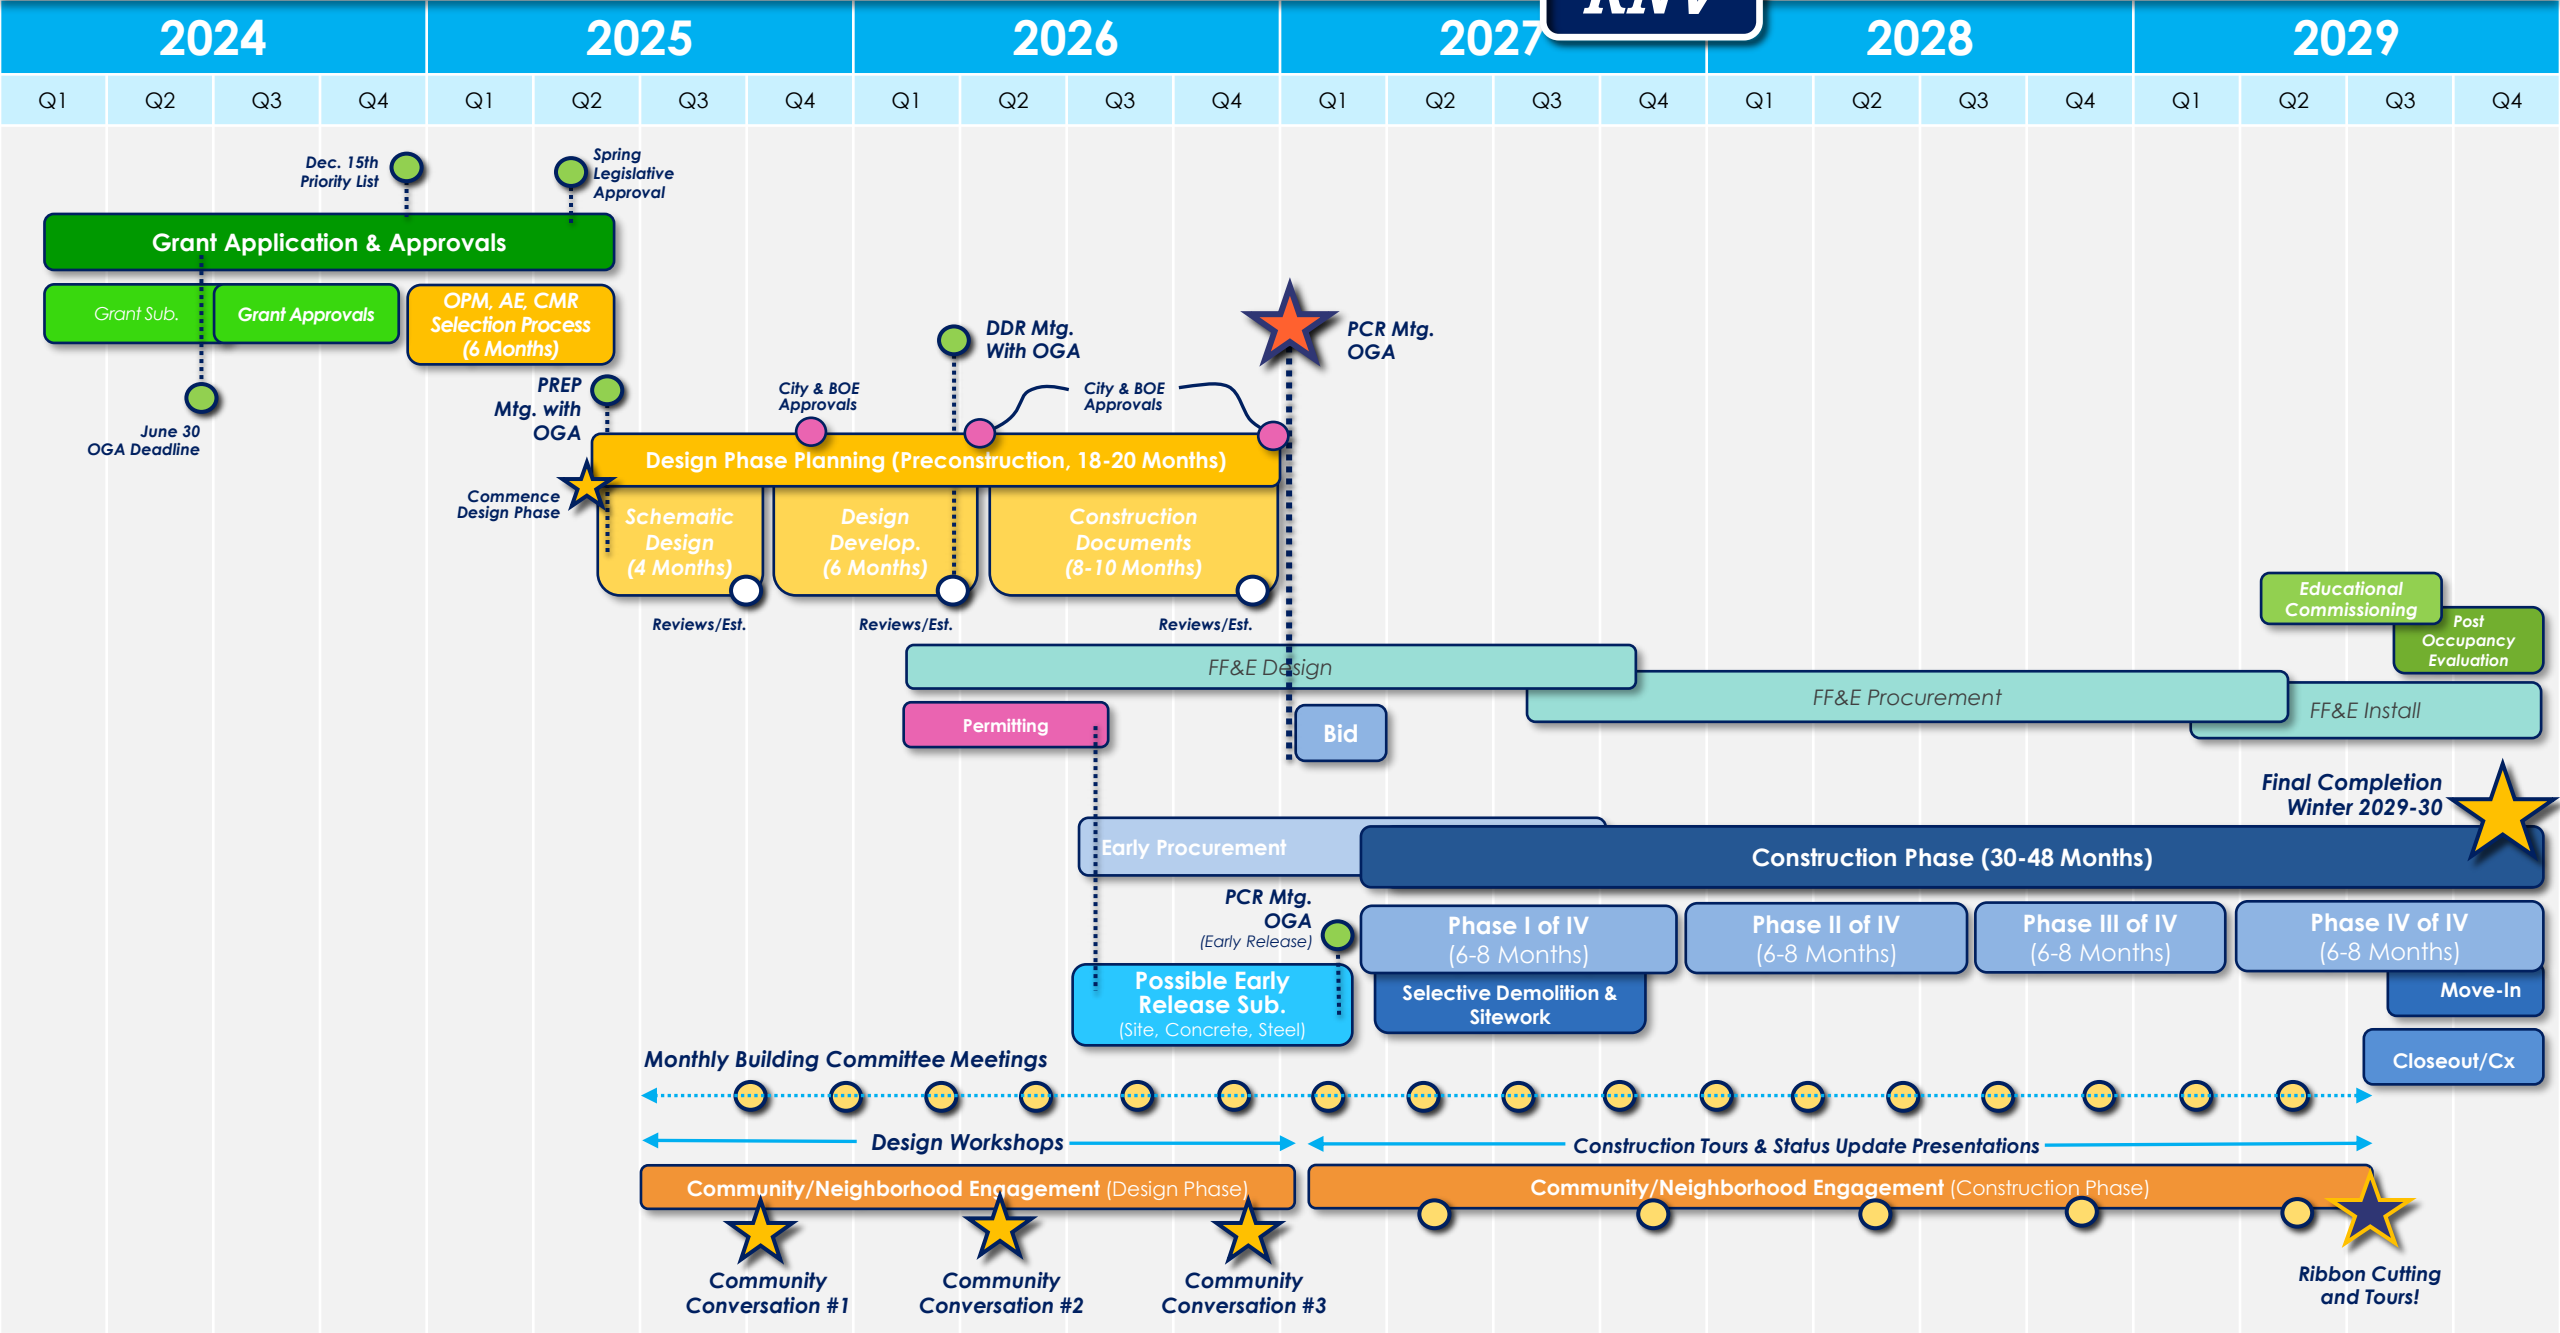 RNV
2024 2025 2026 2027 2028 2029
Q1 Q2 Q3 Q4 Q1 Q2 Q3 Q4 Q1 Q2 Q3 Q4 Q1 Q2 Q3 Q4 Q1 Q2 Q3 Q4 Q1 Q2 Q3 Q4
Dec. 15th
Priority List
Spring
Legislative
Approval
Grant Application & Approvals
Grant Sub.
Grant Approvals
OPM, AE, CMR
Selection Process
(6 Months)
June 30
OGA Deadline
PREP
Mtg. with
OGA
DDR Mtg.
With OGA
PCR Mtg.
OGA
City & BOE
Approvals
City & BOE
Approvals
Design Phase Planning (Preconstruction, 18-20 Months)
Commence
Design Phase
Schematic
Design
(4 Months)
Design
Develop.
(6 Months)
Construction
Documents
(8-10 Months)
Reviews/Est.
Reviews/Est.
Reviews/Est.
Educational
Commissioning
Post
Occupancy
Evaluation
FF&E Design
FF&E Procurement
FF&E Install
Permitting
Bid
Final Completion
Winter 2029-30
Early Procurement
Construction Phase (30-48 Months)
PCR Mtg.
OGA
(Early Release)
Phase I of IV
(6-8 Months)
Phase II of IV
(6-8 Months)
Phase III of IV
(6-8 Months)
Phase IV of IV
(6-8 Months)
Possible Early
Release Sub.
(Site, Concrete, Steel)
Selective Demolition &
Sitework
Move-In
Closeout/Cx
Monthly Building Committee Meetings
Design Workshops
Construction Tours & Status Update Presentations
Community/Neighborhood Engagement (Design Phase)
Community/Neighborhood Engagement (Construction Phase)
Community
Conversation #1
Community
Conversation #2
Community
Conversation #3
Ribbon Cutting
and Tours!